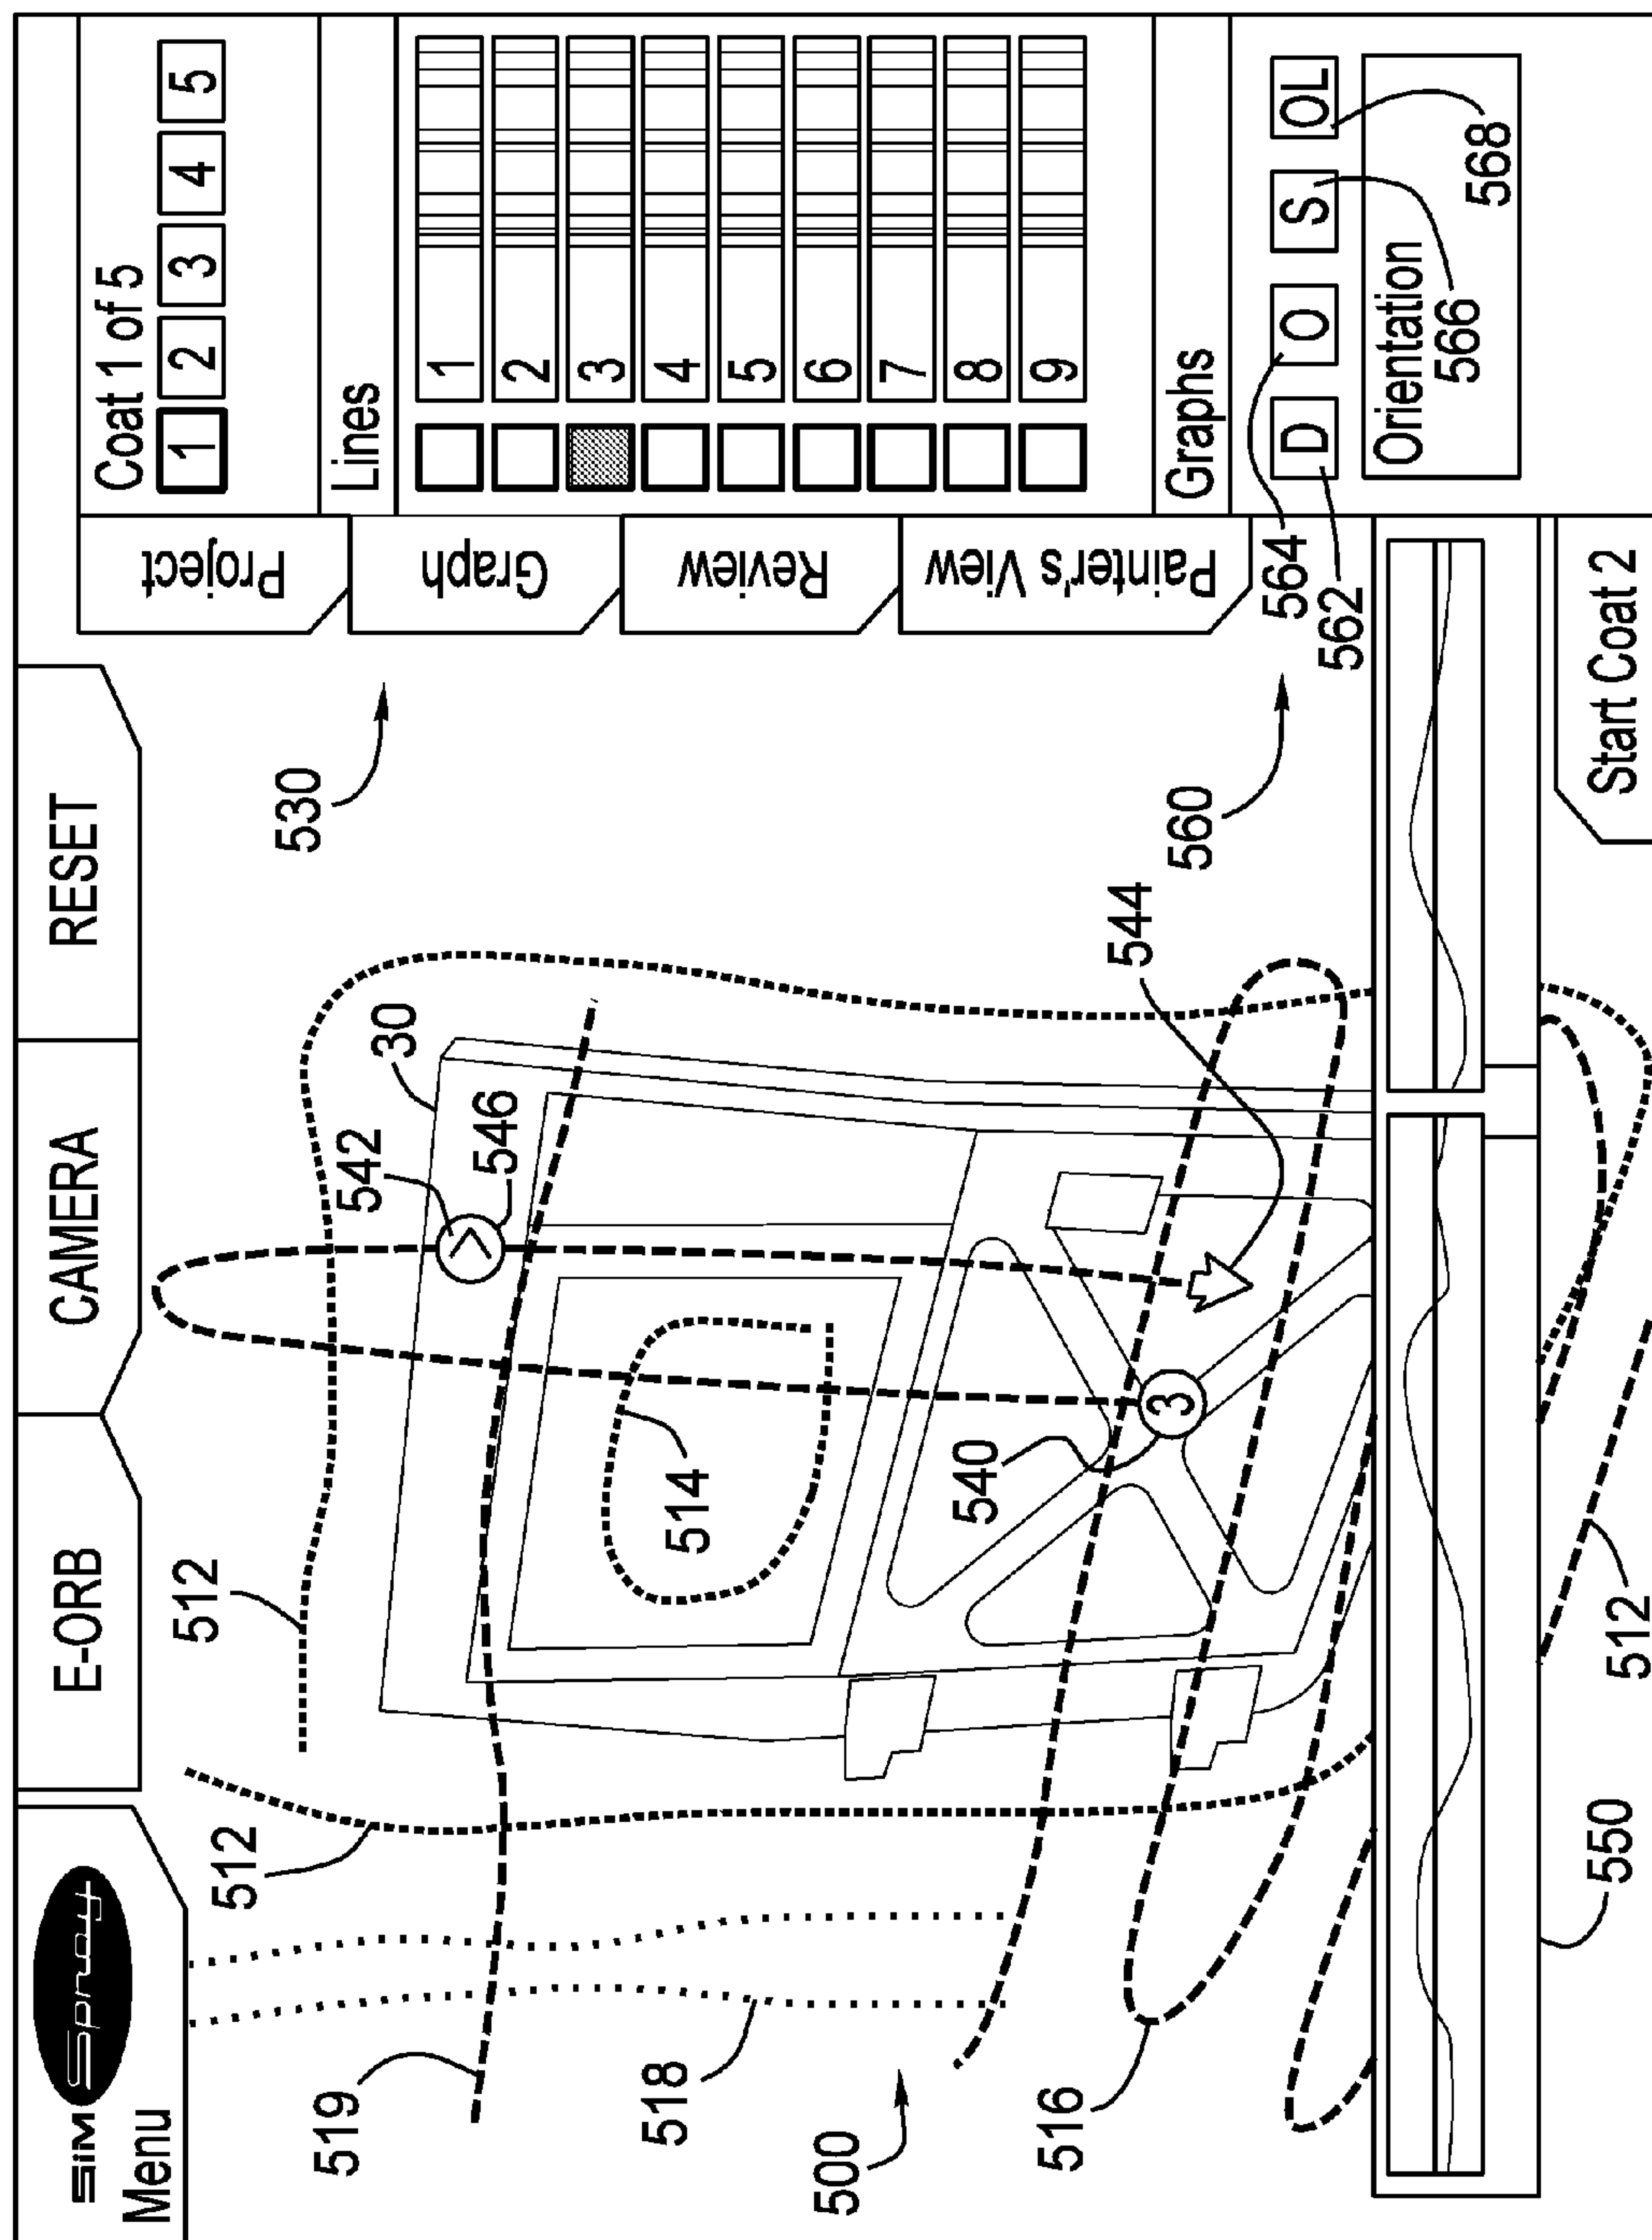 SIM Spray
Menu
E-ORB
CAMERA
RESET
Project
Graph
Review
Painter's View
Coat 1 of 5
1 2 3 4 5
Lines
1
2
3
4
5
6
7
8
9
Graphs
D O S OL
Orientation
Start Coat 2
512
512
519
518
500
516
514
540
3
542
546
30
544
530
560
564
562
566
568
550
512